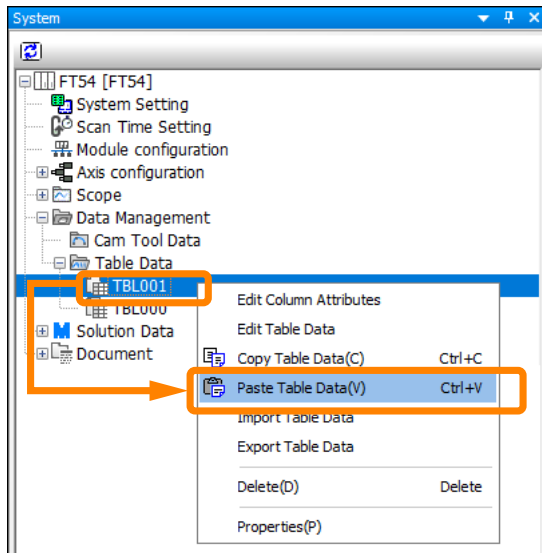 System
FT54 [FT54]
System Setting
Scan Time Setting
Module configuration
Axis configuration
Scope
Data Management
Cam Tool Data
Table Data
TBL001
TBL000
Solution Data
Document
Edit Column Attributes
Edit Table Data
Copy Table Data(C) Ctrl+C
Paste Table Data(V) Ctrl+V
Import Table Data
Export Table Data
Delete(D) Delete
Properties(P)